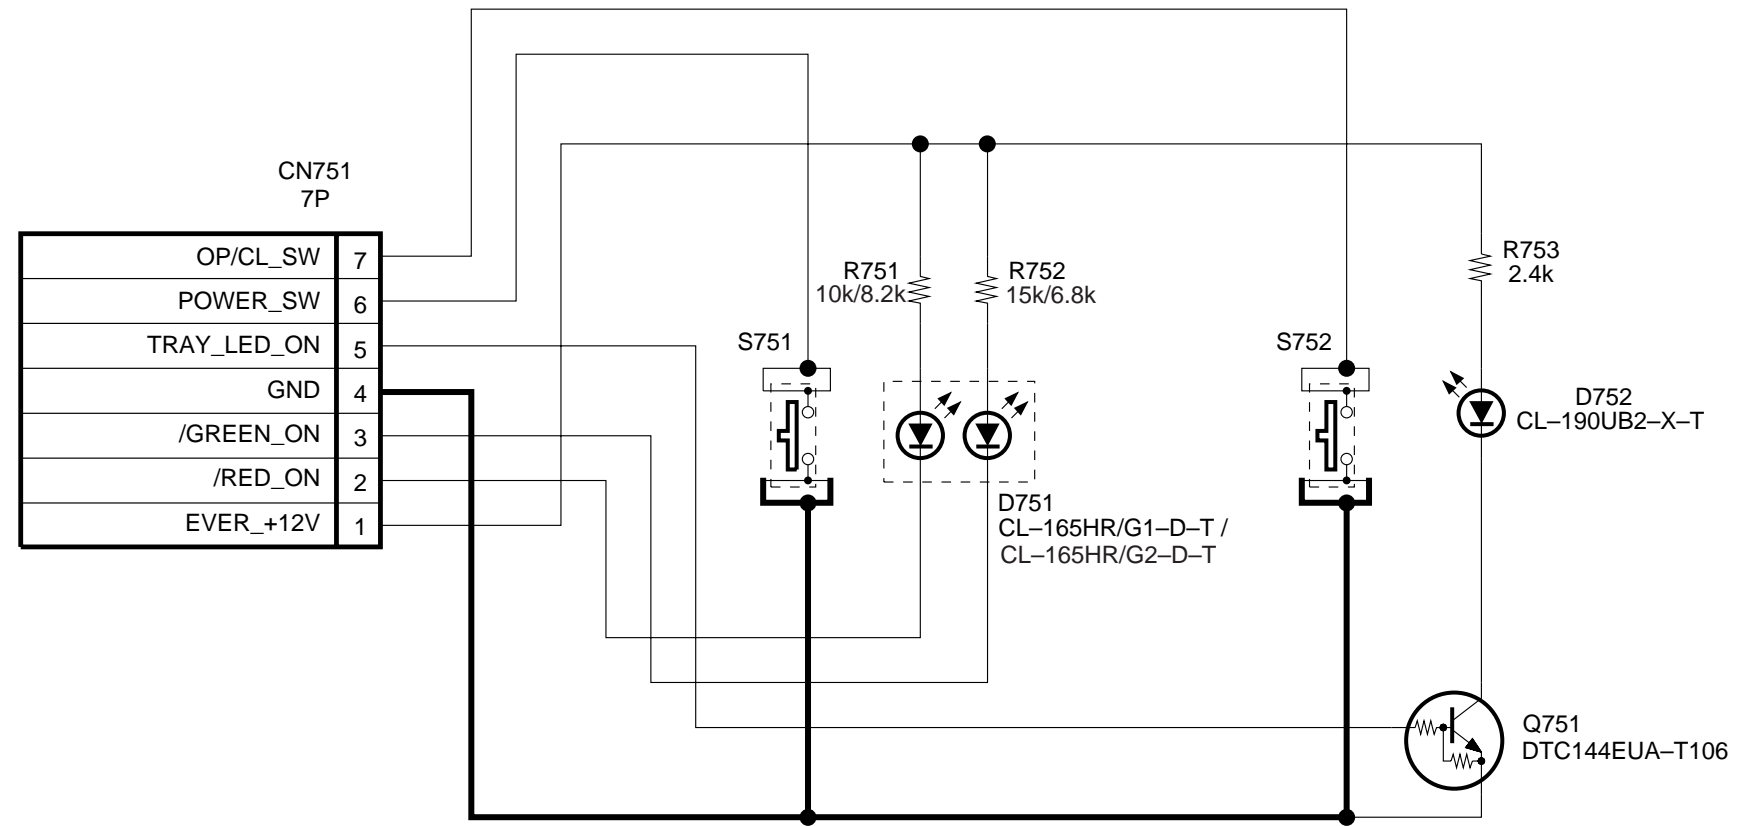 CN751
7P
OP/CL_SW 7
POWER_SW 6
TRAY_LED_ON 5
GND 4
/GREEN_ON 3
/RED_ON 2
EVER_+12V 1
S751
R751
10k/8.2k
R752
15k/6.8k
D751
CL–165HR/G1–D–T /
CL–165HR/G2–D–T
S752
R753
2.4k
D752
CL–190UB2–X–T
Q751
DTC144EUA–T106